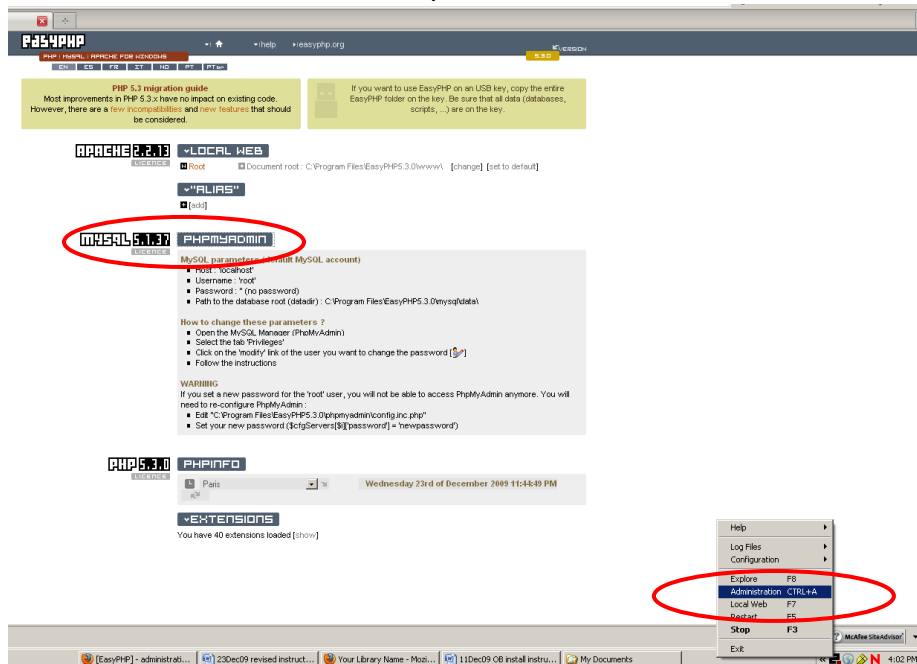 EASYPHP
PHP | MYSQL | APACHE FOR WINDOWS
help
easyphp.org
VERSION
5.3.0
EN ES FR IT NO PT PTBR
PHP 5.3 migration guide
Most improvements in PHP 5.3.x have no impact on existing code.
However, there are a few incompatibilities and new features that should
be considered.
If you want to use EasyPHP on an USB key, copy the entire
EasyPHP folder on the key. Be sure that all data (databases,
scripts, ...) are on the key.
APACHE 2.2.13 LOCAL WEB
LICENCE
Root Document root : C:\Program Files\EasyPHP5.3.0\www\ [change] [set to default]
"ALIAS"
[add]
MYSQL 5.1.37 PHPMYADMIN
LICENCE
MySQL parameters (default MySQL account)
Host : 'localhost'
Username : 'root'
Password : '' (no password)
Path to the database root (datadir) : C:\Program Files\EasyPHP5.3.0\mysql\data\
How to change these parameters ?
Open the MySQL Manager (PhpMyAdmin)
Select the tab 'Privileges'
Click on the 'modify' link of the user you want to change the password [ ]
Follow the instructions
WARNING
If you set a new password for the 'root' user, you will not be able to access PhpMyAdmin anymore. You will
need to re-configure PhpMyAdmin :
Edit "C:\Program Files\EasyPHP5.3.0\phpmyadmin\config.inc.php"
Set your new password ($cfgServers[$i]['password'] = 'newpassword')
PHP 5.3.0 PHPINFO
LICENCE
Paris
Wednesday 23rd of December 2009 11:44:49 PM
EXTENSIONS
You have 40 extensions loaded [show]
Help
Log Files
Configuration
Explore F8
Administration CTRL+A
Local Web F7
Restart F5
Stop F3
Exit
McAfee SiteAdvisor
[EasyPHP] - administrati...
23Dec09 revised instruct...
Your Library Name - Mozi...
11Dec09 OB install instru...
My Documents
4:02 PM